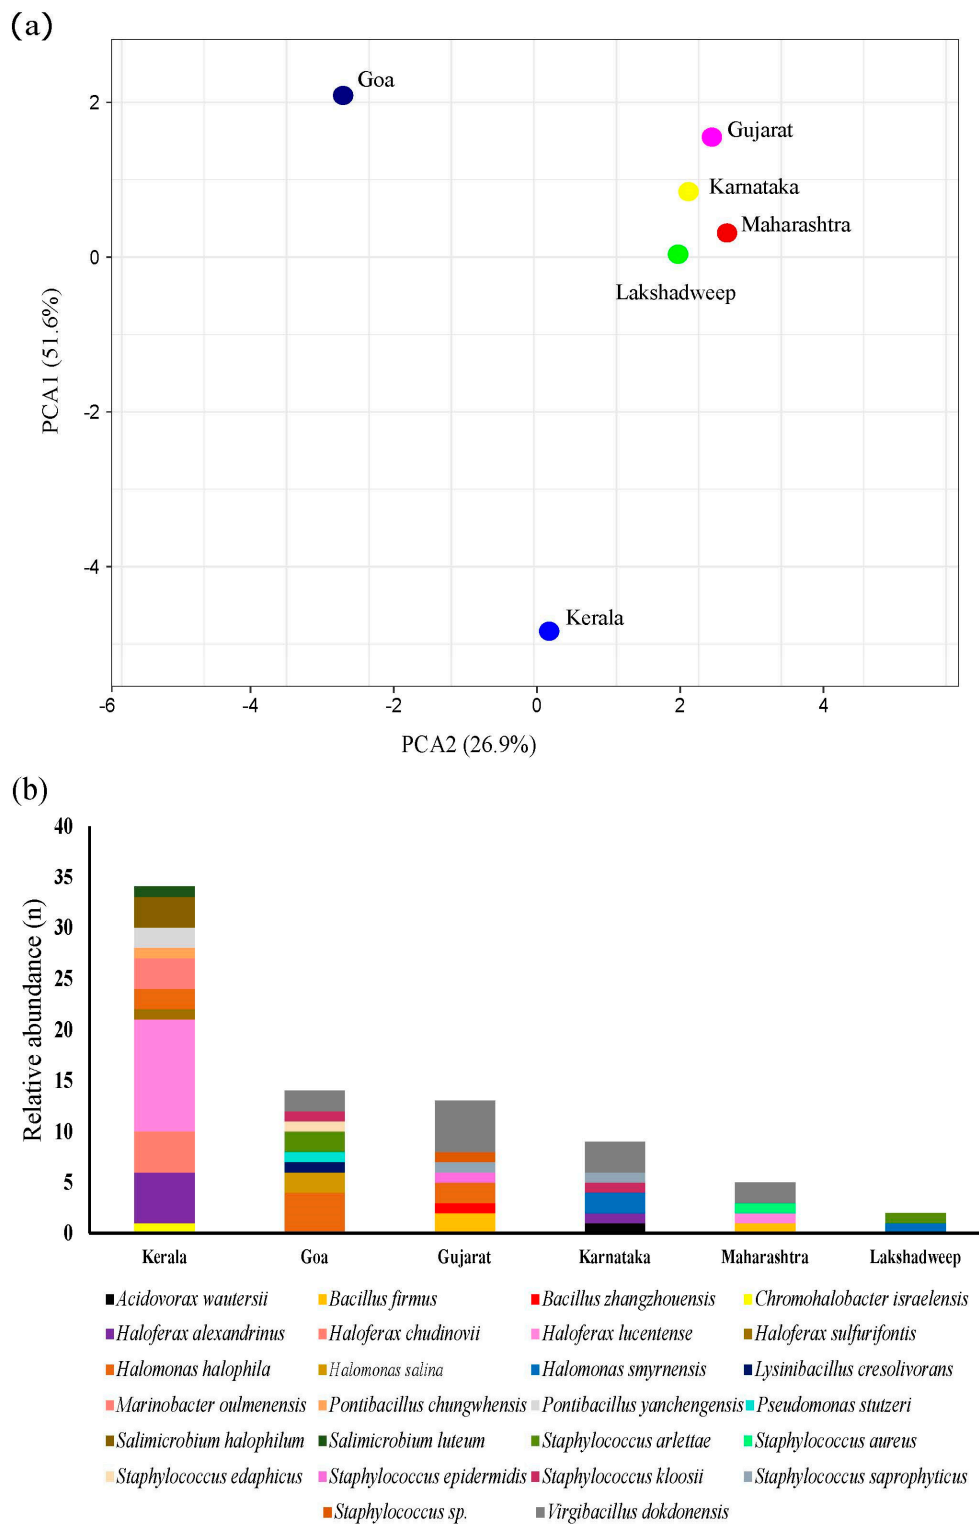 (a)
Goa
Gujarat
Karnataka
Maharashtra
Lakshadweep
Kerala
2
0
-2
-4
PCA1 (51.6%)
-6 -4 -2 0 2 4
PCA2 (26.9%)
(b)
40
35
30
25
20
15
10
5
0
Relative abundance (n)
Kerala Goa Gujarat Karnataka Maharashtra Lakshadweep
Acidovorax wautersii Bacillus firmus Bacillus zhangzhouensis Chromohalobacter israelensis
Haloferax alexandrinus Haloferax chudinovii Haloferax lucentense Haloferax sulfurifontis
Halomonas halophila Halomonas salina Halomonas smyrnensis Lysinibacillus cresolivorans
Marinobacter oulmenensis Pontibacillus chungwhensis Pontibacillus yanchengensis Pseudomonas stutzeri
Salimicrobium halophilum Salimicrobium luteum Staphylococcus arlettae Staphylococcus aureus
Staphylococcus edaphicus Staphylococcus epidermidis Staphylococcus kloosii Staphylococcus saprophyticus
Staphylococcus sp. Virgibacillus dokdonensis